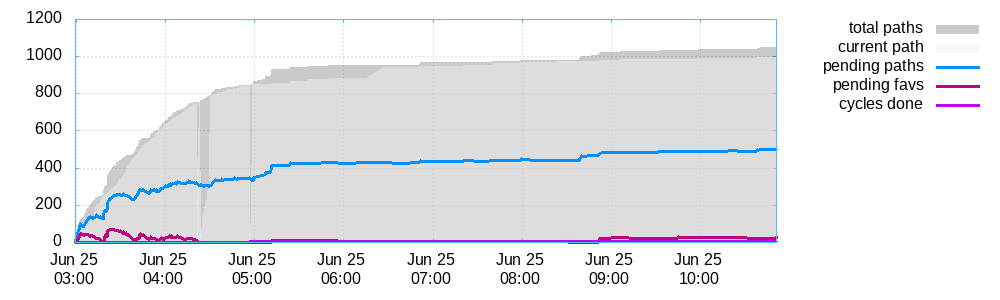 1200
1000
800
600
400
200
0
Jun 25 Jun 25 Jun 25 Jun 25 Jun 25 Jun 25 Jun 25 Jun 25
03:00 04:00 05:00 06:00 07:00 08:00 09:00 10:00
total paths
current path
pending paths
pending favs
cycles done